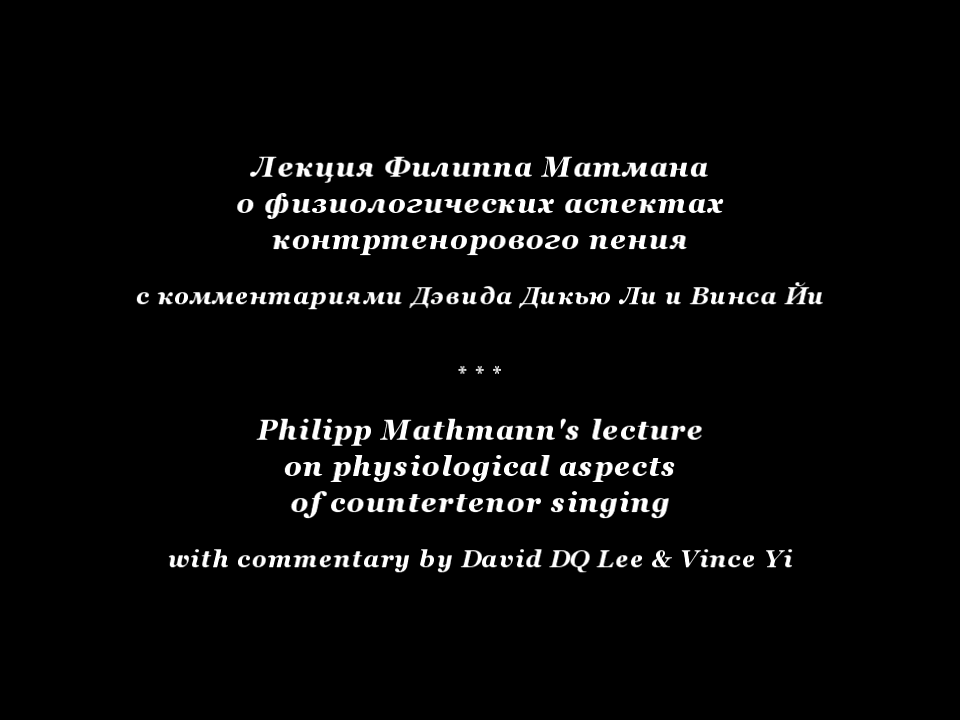 Лекция Филиппа Матмана
о физиологических аспектах
контртенорового пения
с комментариями Дэвида Дикью Ли и Винса Йи
* * *
Philipp Mathmann's lecture
on physiological aspects
of countertenor singing
with commentary by David DQ Lee & Vince Yi